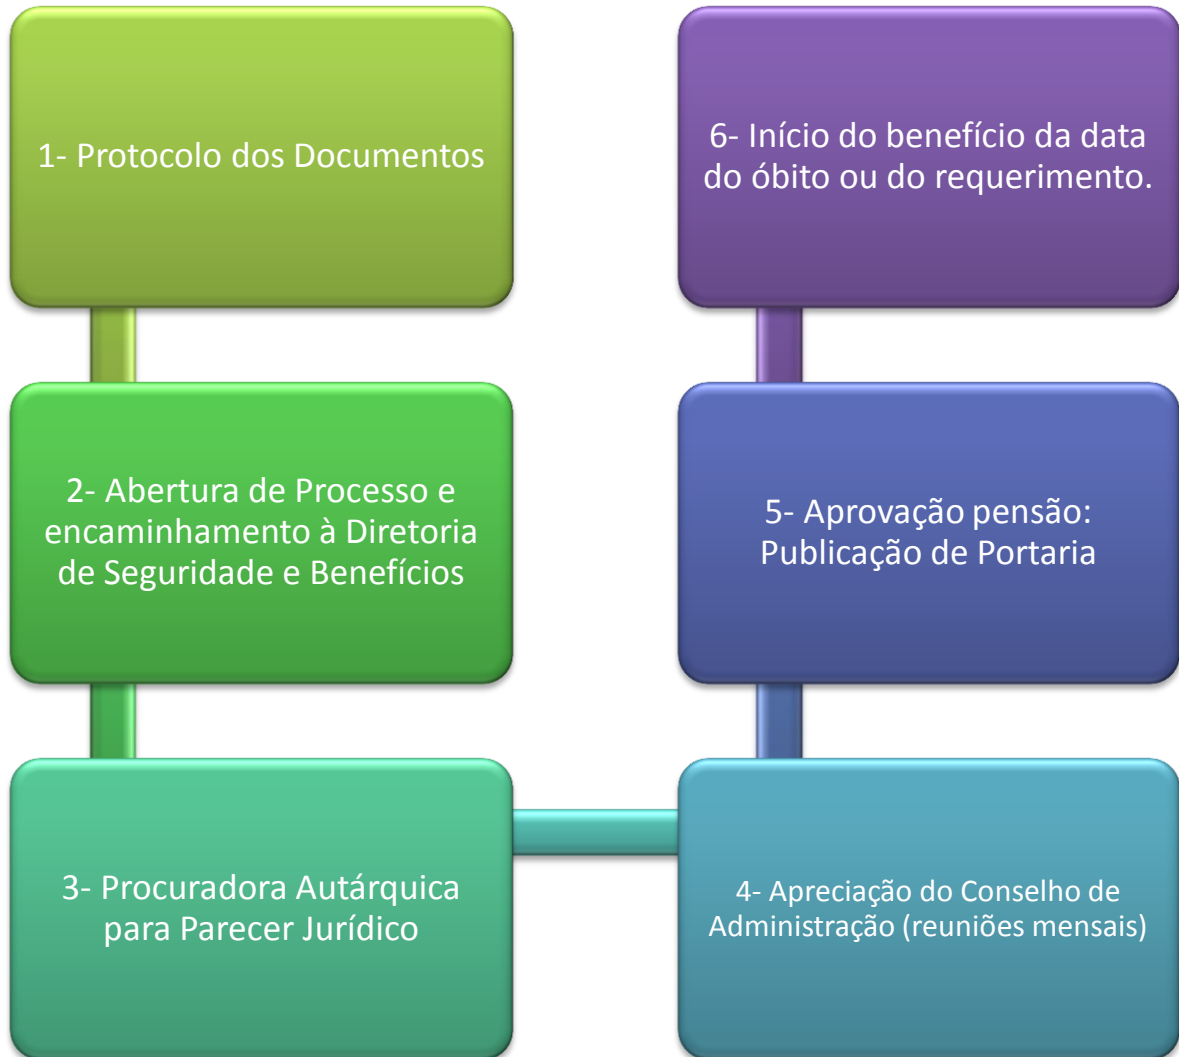 1- Protocolo dos Documentos
2- Abertura de Processo e
encaminhamento à Diretoria
de Seguridade e Benefícios
3- Procuradora Autárquica
para Parecer Jurídico
4- Apreciação do Conselho de
Administração (reuniões mensais)
5- Aprovação pensão:
Publicação de Portaria
6- Início do benefício da data
do óbito ou do requerimento.